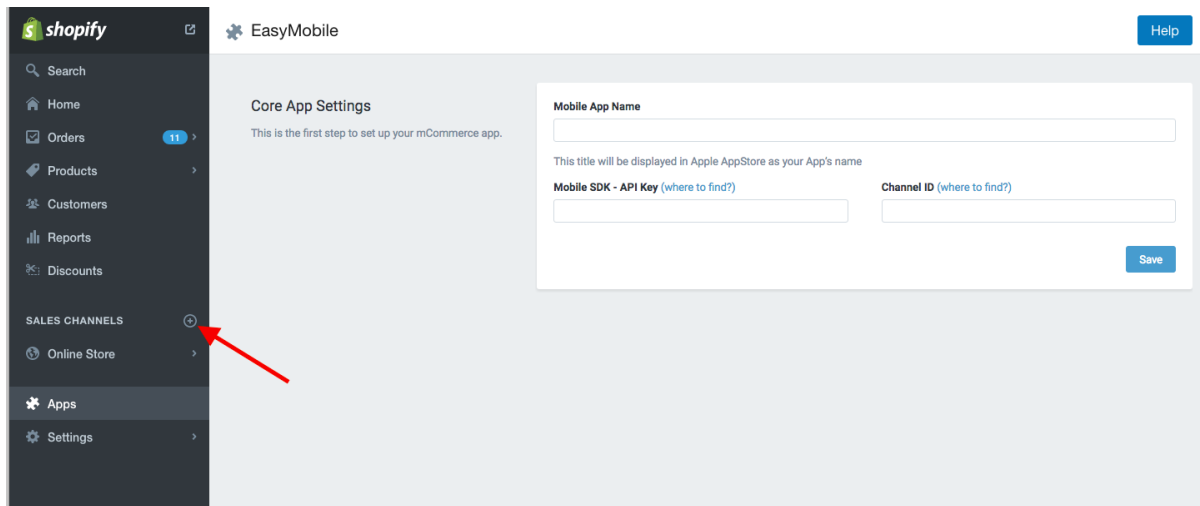 shopify
EasyMobile
Help
Search
Home
Orders 11
Products
Customers
Reports
Discounts
SALES CHANNELS
Online Store
Apps
Settings
Core App Settings
This is the first step to set up your mCommerce app.
Mobile App Name
This title will be displayed in Apple AppStore as your App's name
Mobile SDK - API Key (where to find?)
Channel ID (where to find?)
Save